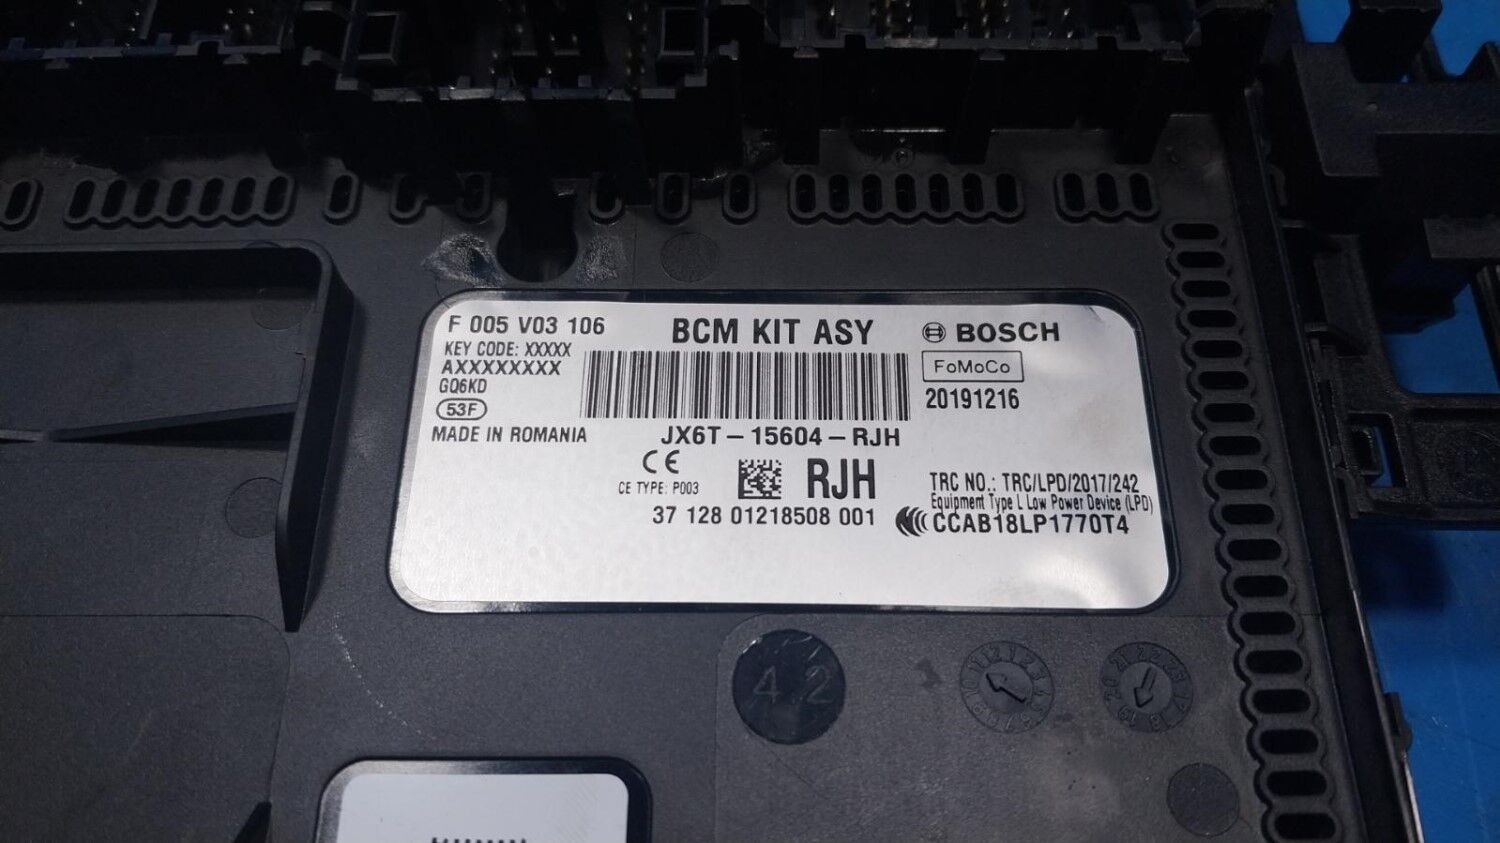 F 005 V03 106
BCM KIT ASY
BOSCH
KEY CODE: XXXXX
AXXXXXXXX
GQ6KD
53F
MADE IN ROMANIA
FoMoCo
20191216
JX6T-15604-RJH
CE
CE TYPE: P003
RJH
37 128 01218508 001
TRC NO.: TRC/LPD/2017/242
Equipment Type L Low Power Device (LPD)
CCAB18LP1770T4
42